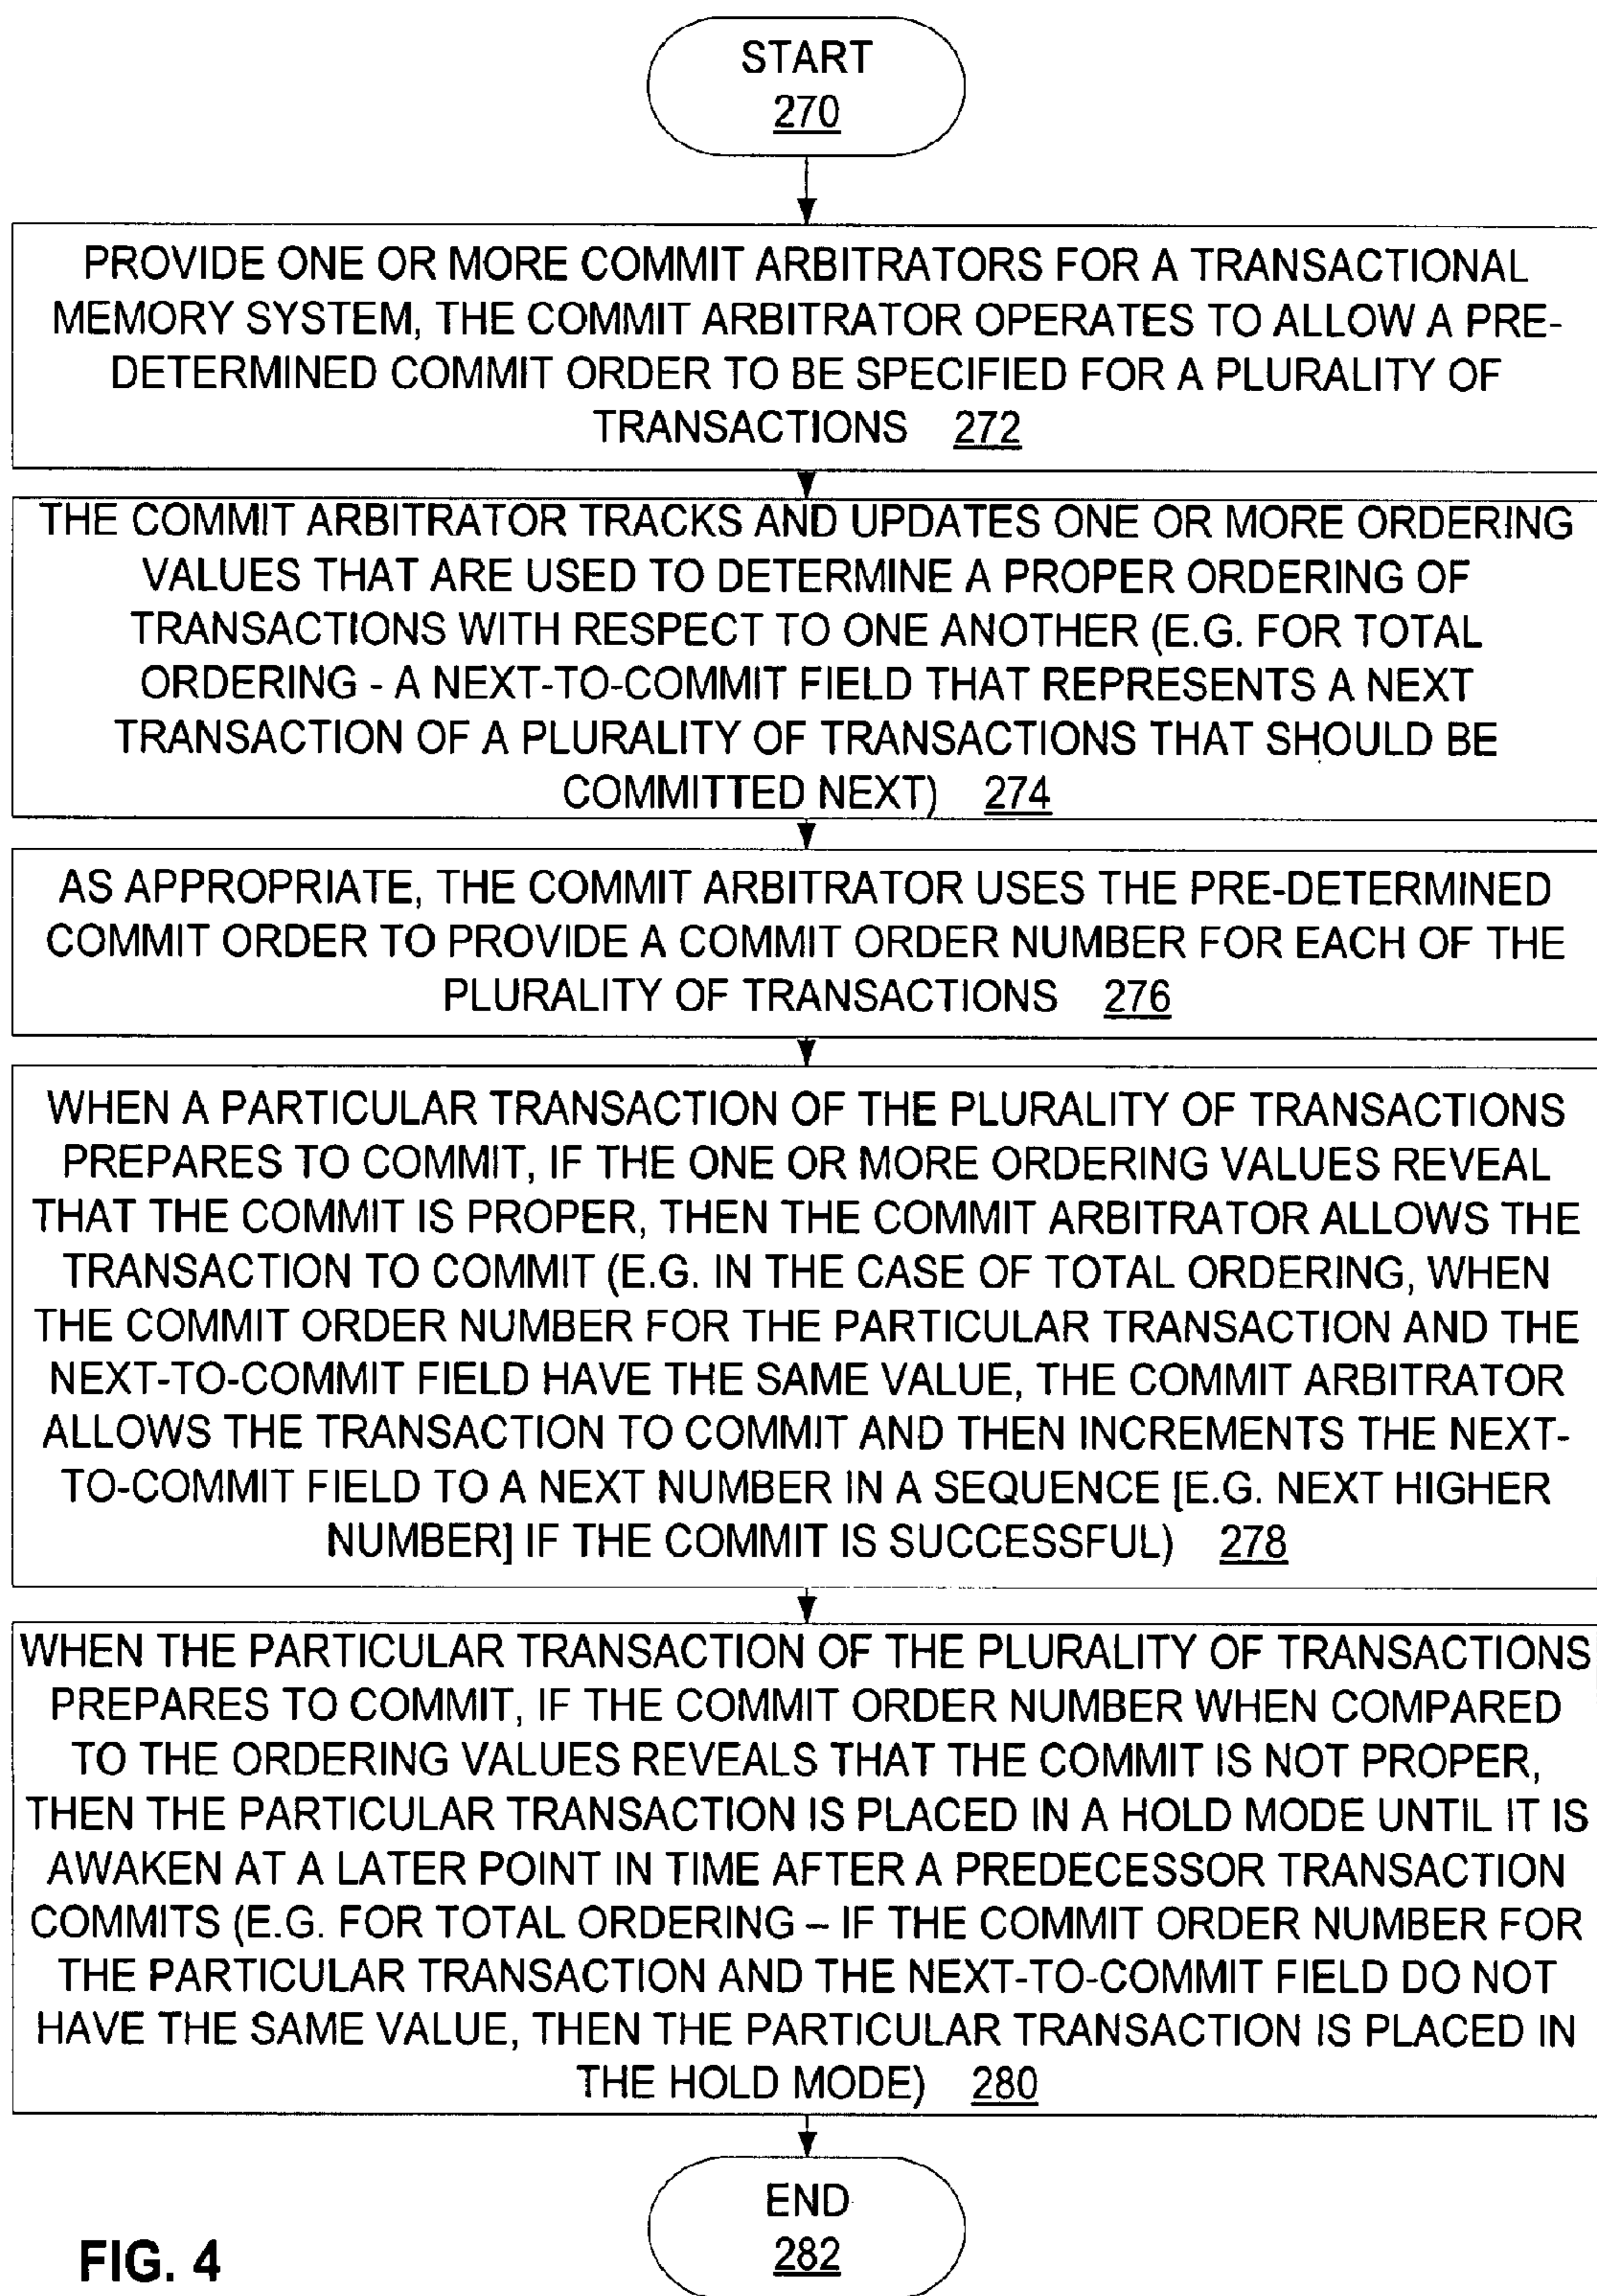 START
270
PROVIDE ONE OR MORE COMMIT ARBITRATORS FOR A TRANSACTIONAL
MEMORY SYSTEM, THE COMMIT ARBITRATOR OPERATES TO ALLOW A PRE-
DETERMINED COMMIT ORDER TO BE SPECIFIED FOR A PLURALITY OF
TRANSACTIONS 272
THE COMMIT ARBITRATOR TRACKS AND UPDATES ONE OR MORE ORDERING
VALUES THAT ARE USED TO DETERMINE A PROPER ORDERING OF
TRANSACTIONS WITH RESPECT TO ONE ANOTHER (E.G. FOR TOTAL
ORDERING - A NEXT-TO-COMMIT FIELD THAT REPRESENTS A NEXT
TRANSACTION OF A PLURALITY OF TRANSACTIONS THAT SHOULD BE
COMMITTED NEXT) 274
AS APPROPRIATE, THE COMMIT ARBITRATOR USES THE PRE-DETERMINED
COMMIT ORDER TO PROVIDE A COMMIT ORDER NUMBER FOR EACH OF THE
PLURALITY OF TRANSACTIONS 276
WHEN A PARTICULAR TRANSACTION OF THE PLURALITY OF TRANSACTIONS
PREPARES TO COMMIT, IF THE ONE OR MORE ORDERING VALUES REVEAL
THAT THE COMMIT IS PROPER, THEN THE COMMIT ARBITRATOR ALLOWS THE
TRANSACTION TO COMMIT (E.G. IN THE CASE OF TOTAL ORDERING, WHEN
THE COMMIT ORDER NUMBER FOR THE PARTICULAR TRANSACTION AND THE
NEXT-TO-COMMIT FIELD HAVE THE SAME VALUE, THE COMMIT ARBITRATOR
ALLOWS THE TRANSACTION TO COMMIT AND THEN INCREMENTS THE NEXT-
TO-COMMIT FIELD TO A NEXT NUMBER IN A SEQUENCE [E.G. NEXT HIGHER
NUMBER] IF THE COMMIT IS SUCCESSFUL) 278
WHEN THE PARTICULAR TRANSACTION OF THE PLURALITY OF TRANSACTIONS
PREPARES TO COMMIT, IF THE COMMIT ORDER NUMBER WHEN COMPARED
TO THE ORDERING VALUES REVEALS THAT THE COMMIT IS NOT PROPER,
THEN THE PARTICULAR TRANSACTION IS PLACED IN A HOLD MODE UNTIL IT IS
AWAKEN AT A LATER POINT IN TIME AFTER A PREDECESSOR TRANSACTION
COMMITS (E.G. FOR TOTAL ORDERING – IF THE COMMIT ORDER NUMBER FOR
THE PARTICULAR TRANSACTION AND THE NEXT-TO-COMMIT FIELD DO NOT
HAVE THE SAME VALUE, THEN THE PARTICULAR TRANSACTION IS PLACED IN
THE HOLD MODE) 280
END
282
FIG. 4